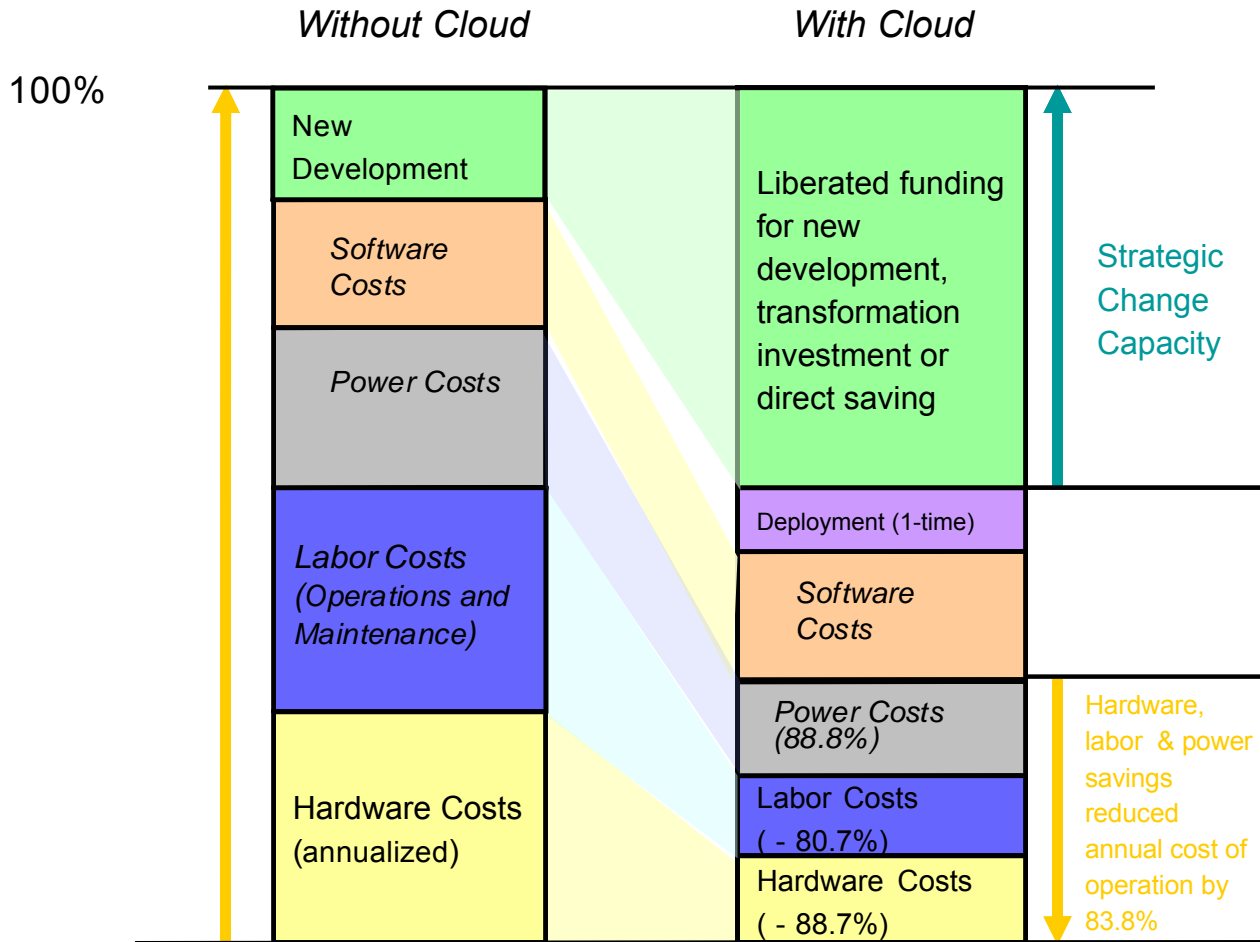 Without Cloud
With Cloud
100%
New
Development
Software
Costs
Power Costs
Labor Costs
(Operations and
Maintenance)
Hardware Costs
(annualized)
Liberated funding
for new
development,
transformation
investment or
direct saving
Deployment (1-time)
Software
Costs
Power Costs
(88.8%)
Labor Costs
( - 80.7%)
Hardware Costs
( - 88.7%)
Strategic
Change
Capacity
Hardware,
labor & power
savings
reduced
annual cost of
operation by
83.8%